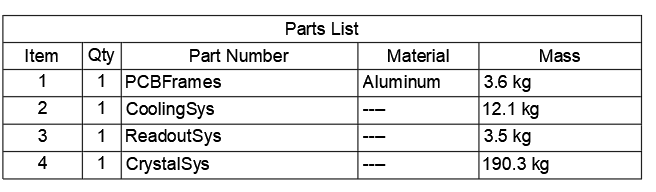 Parts List
Item Qty Part Number Material Mass
1 1 PCBFrames Aluminum 3.6 kg
2 1 CoolingSys ---- 12.1 kg
3 1 ReadoutSys ---- 3.5 kg
4 1 CrystalSys ---- 190.3 kg